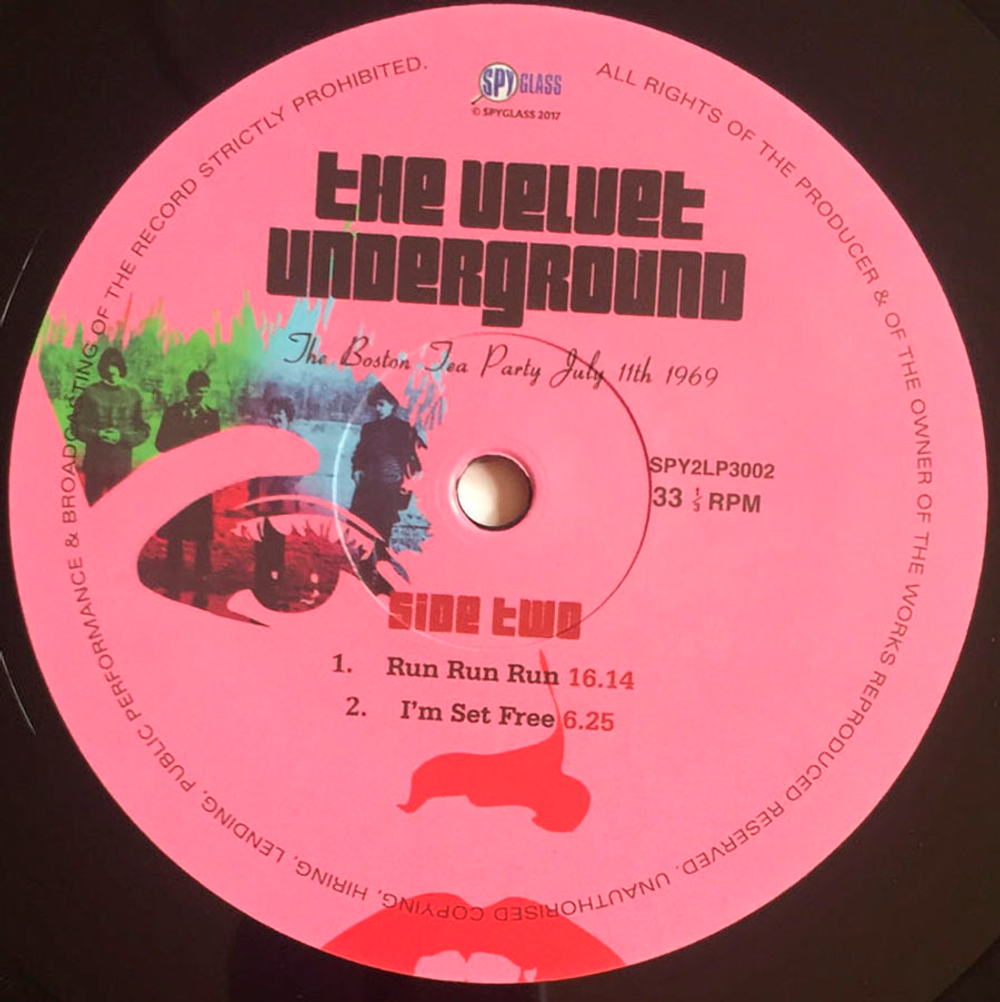 SPYGLASS
© SPYGLASS 2017
THE VELVET
UNDERGROUND
The Boston Tea Party July 11th 1969
SPY2LP3002
33 1/3 RPM
SIDE TWO
1. Run Run Run 16.14
2. I'm Set Free 6.25
ALL RIGHTS OF THE PRODUCER & OF THE OWNER OF THE WORKS REPRODUCED RESERVED. UNAUTHORISED COPYING, HIRING, LENDING, PUBLIC PERFORMANCE & BROADCASTING OF THE RECORD STRICTLY PROHIBITED.